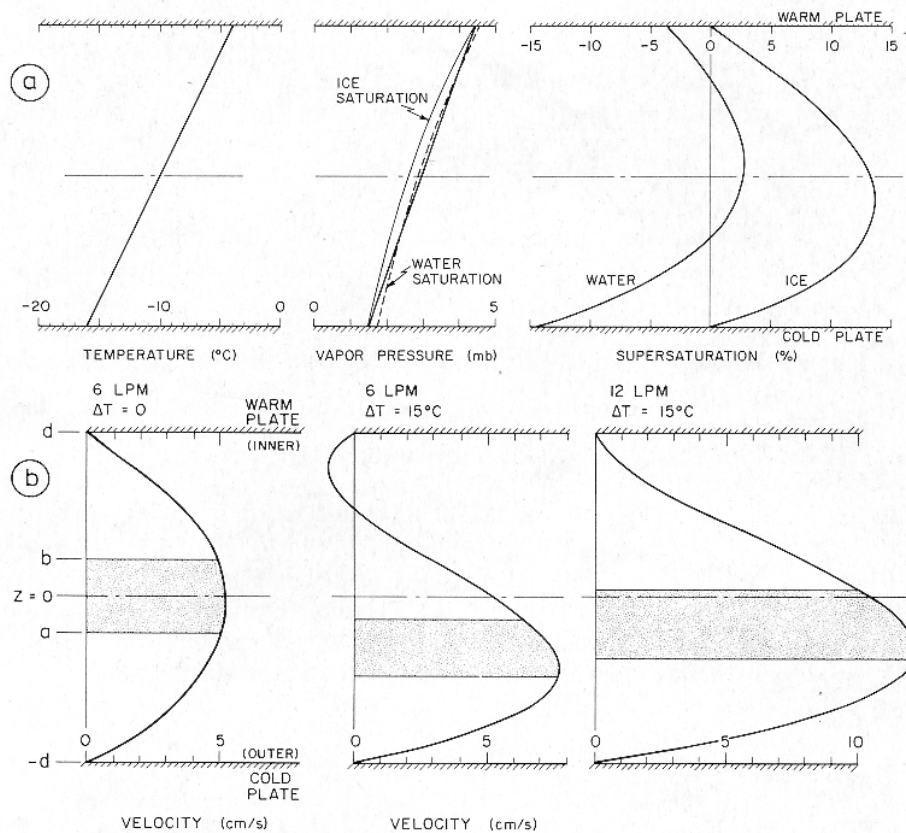 WARM PLATE
-15 -10 -5 0 5 10 15
a
ICE
SATURATION
WATER
SATURATION
WATER
ICE
-20 -10 0
0 5
COLD PLATE
TEMPERATURE (°C)
VAPOR PRESSURE (mb)
SUPERSATURATION (%)
6 LPM
ΔT = 0
WARM
PLATE
(INNER)
6 LPM
ΔT = 15°C
12 LPM
ΔT = 15°C
d
b
b
z = 0
a
-d
0 5
(OUTER)
COLD
PLATE
0 5
0 5 10
VELOCITY (cm/s)
VELOCITY (cm/s)